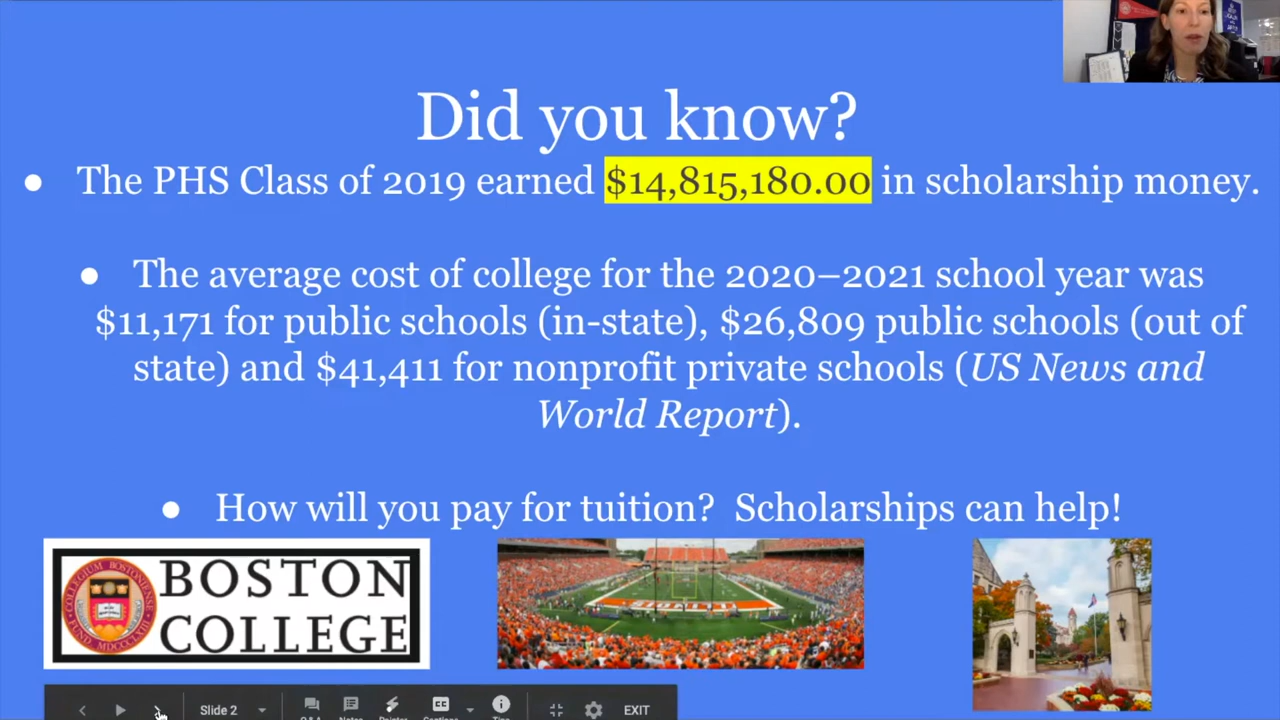 Did you know?
● The PHS Class of 2019 earned $14,815,180.00 in scholarship money.
● The average cost of college for the 2020–2021 school year was
$11,171 for public schools (in-state), $26,809 public schools (out of
state) and $41,411 for nonprofit private schools (US News and
World Report).
● How will you pay for tuition? Scholarships can help!
BOSTON
COLLEGE
Slide 2
EXIT